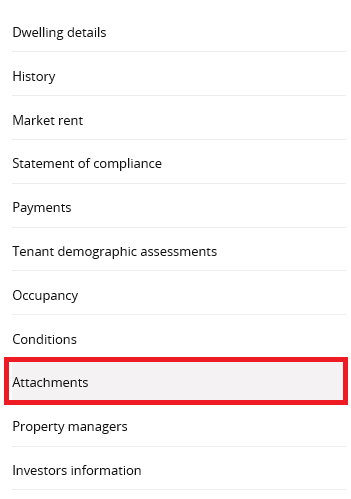 Dwelling details
History
Market rent
Statement of compliance
Payments
Tenant demographic assessments
Occupancy
Conditions
Attachments
Property managers
Investors information